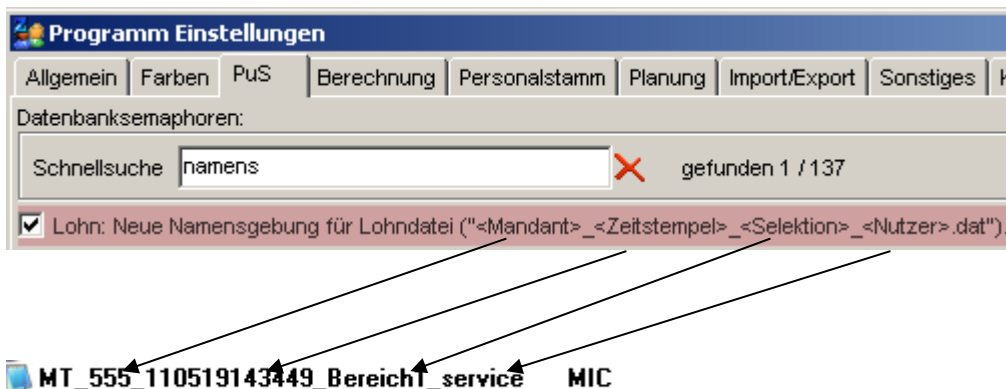 Programm Einstellungen
Allgemein Farben PuS Berechnung Personalstamm Planung Import/Export Sonstiges
Datenbanksemaphoren:
Schnellsuche namens gefunden 1 / 137
Lohn: Neue Namensgebung für Lohndatei ("<Mandant>_<Zeitstempel>_<Selektion>_<Nutzer>.dat").
MT_555_110519143449_Bereich1_service MIC